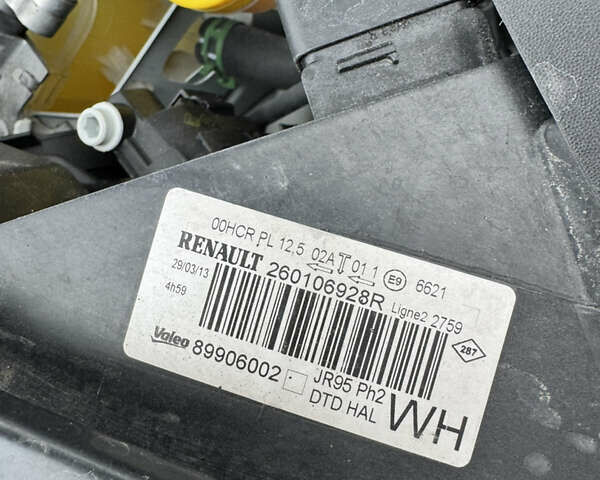 00HCR PL 12,5 02A 01 1 E9 6621
RENAULT 260106928R Ligne2 2759
29/03/13
4h59
287
Valeo 89906002 JR95 Ph2
DTD HAL WH